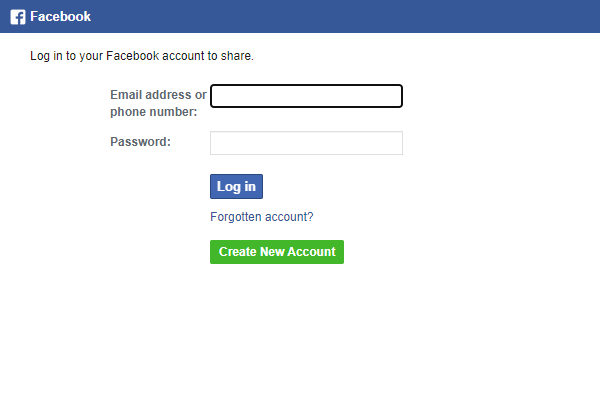 Facebook
Log in to your Facebook account to share.
Email address or
phone number:
Password:
Log in
Forgotten account?
Create New Account